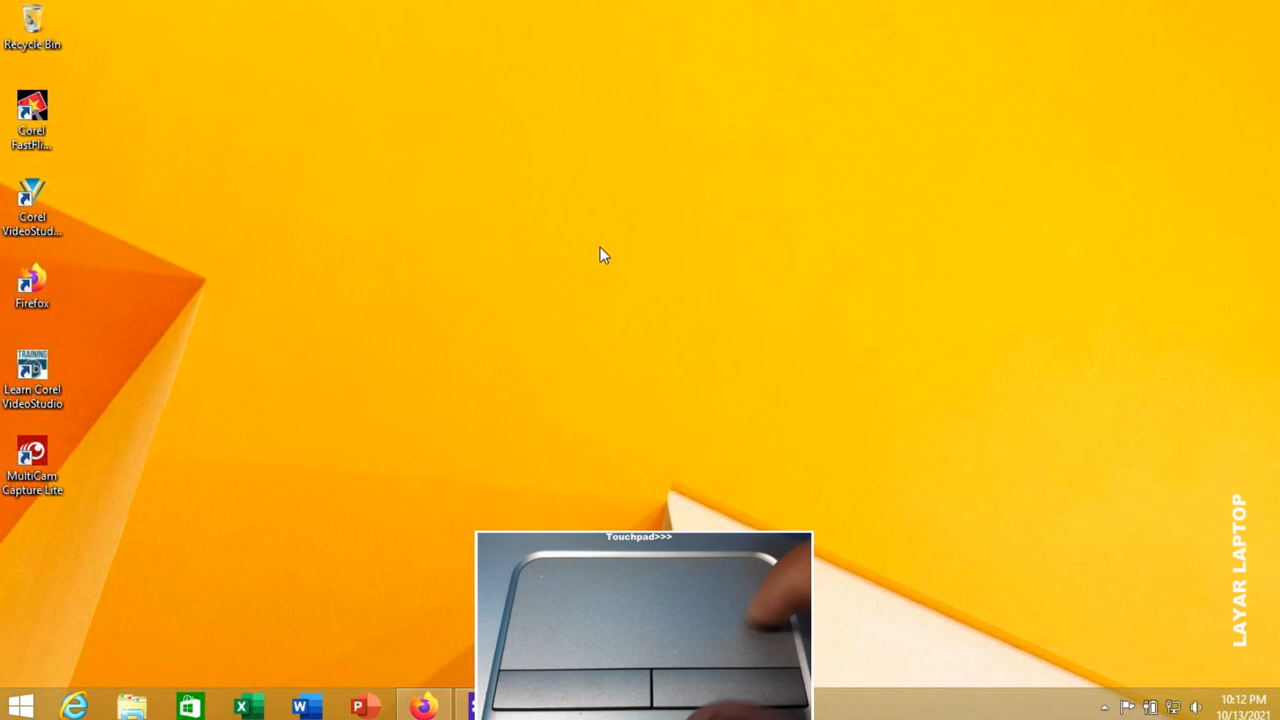 Recycle Bin
Corel
FastFli...
Corel
VideoStud...
Firefox
TRAINING
Learn Corel
VideoStudio
MultiCam
Capture Lite
Touchpad>>>
LAYAR LAPTOP
10:12 PM
10/13/2021